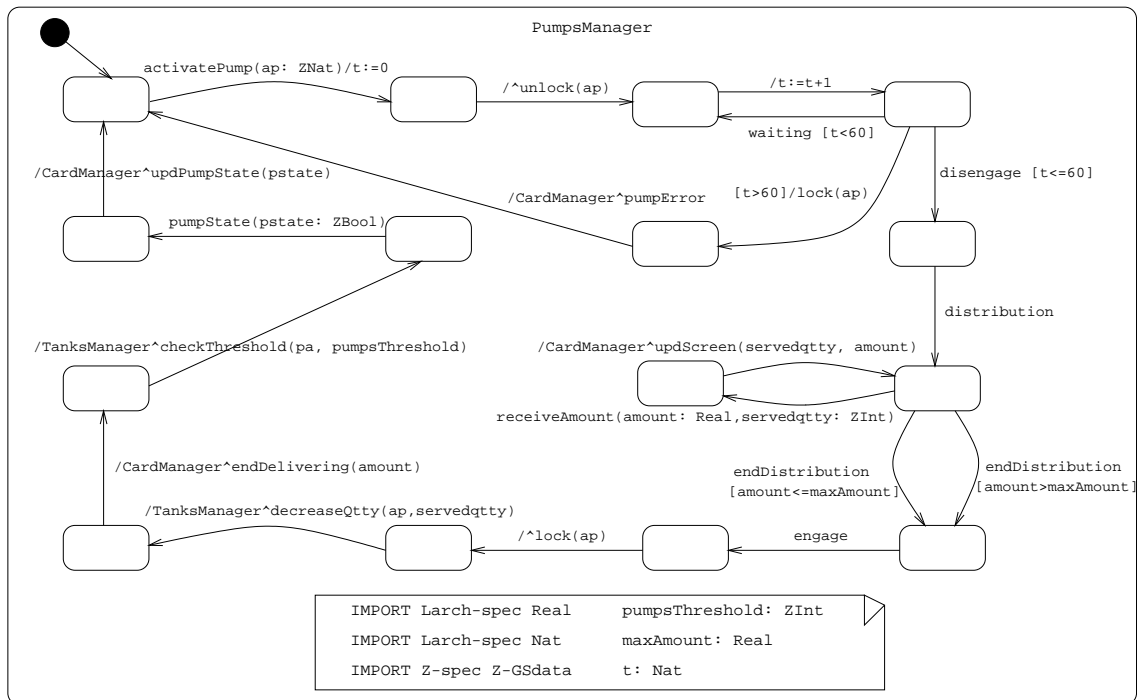 PumpsManager
activatePump(ap: ZNat)/t:=0
/^unlock(ap)
/t:=t+1
waiting [t<60]
/CardManager^updPumpState(pstate)
/CardManager^pumpError
[t>60]/lock(ap)
disengage [t<=60]
pumpState(pstate: ZBool)
distribution
/TanksManager^checkThreshold(pa, pumpsThreshold)
/CardManager^updScreen(servedqtty, amount)
receiveAmount(amount: Real,servedqtty: ZInt)
/CardManager^endDelivering(amount)
endDistribution
[amount<=maxAmount]
endDistribution
[amount>maxAmount]
/TanksManager^decreaseQtty(ap,servedqtty)
/^lock(ap)
engage
IMPORT Larch-spec Real pumpsThreshold: ZInt
IMPORT Larch-spec Nat maxAmount: Real
IMPORT Z-spec Z-GSdata t: Nat